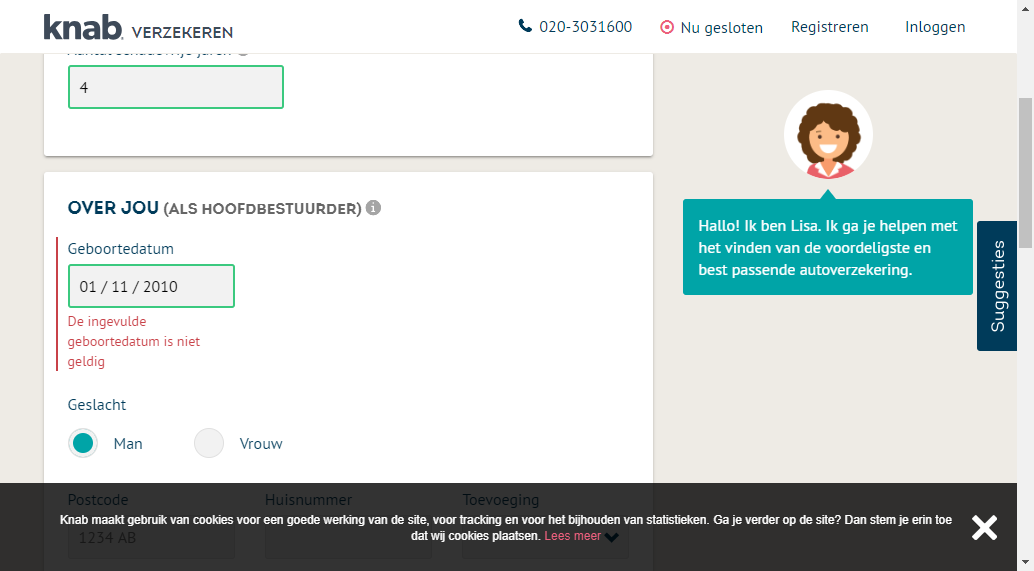 knab. VERZEKEREN
020-3031600
Nu gesloten
Registreren
Inloggen
4
OVER JOU (ALS HOOFDBESTUURDER) i
Geboortedatum
01 / 11 / 2010
De ingevulde
geboortedatum is niet
geldig
Geslacht
Man
Vrouw
Postcode
Huisnummer
Toevoeging
1234 AB
Hallo! Ik ben Lisa. Ik ga je helpen met
het vinden van de voordeligste en
best passende autoverzekering.
Suggesties
Knab maakt gebruik van cookies voor een goede werking van de site, voor tracking en voor het bijhouden van statistieken. Ga je verder op de site? Dan stem je erin toe
dat wij cookies plaatsen. Lees meer